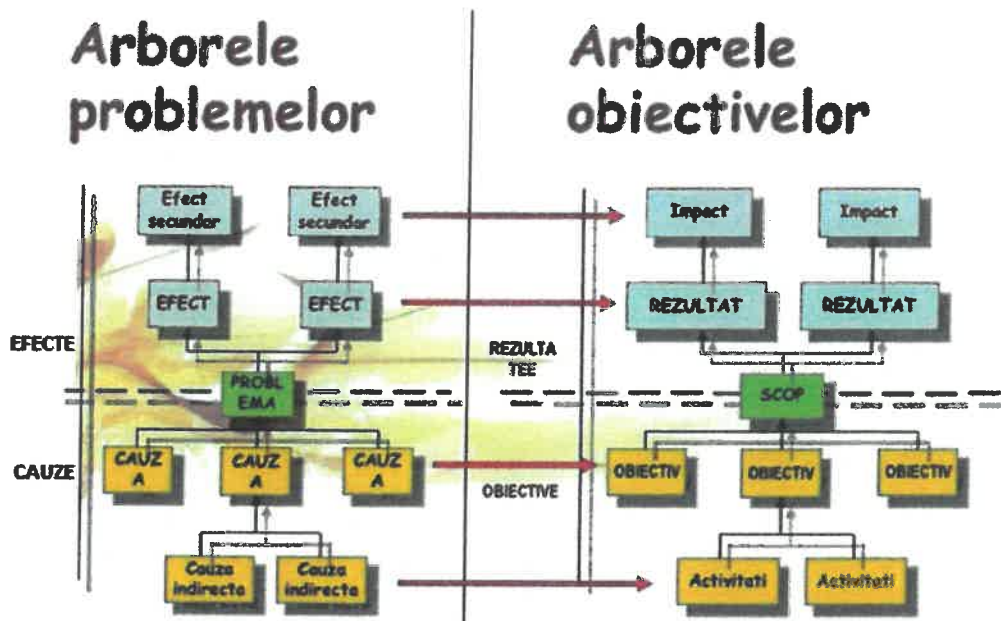 Arborele
problemelor
Efect
secundar
Efect
secundar
EFECT
EFECT
EFECTE
PROBL
EMA
CAUZE
CAUZ
A
CAUZ
A
CAUZ
A
Cauza
indirecta
Cauza
indirecta
Arborele
obiectivelor
Impact
Impact
REZULTAT
REZULTAT
REZULTA
TEE
SCOP
OBIECTIV
OBIECTIV
OBIECTIV
OBIECTIVE
Activitati
Activitati